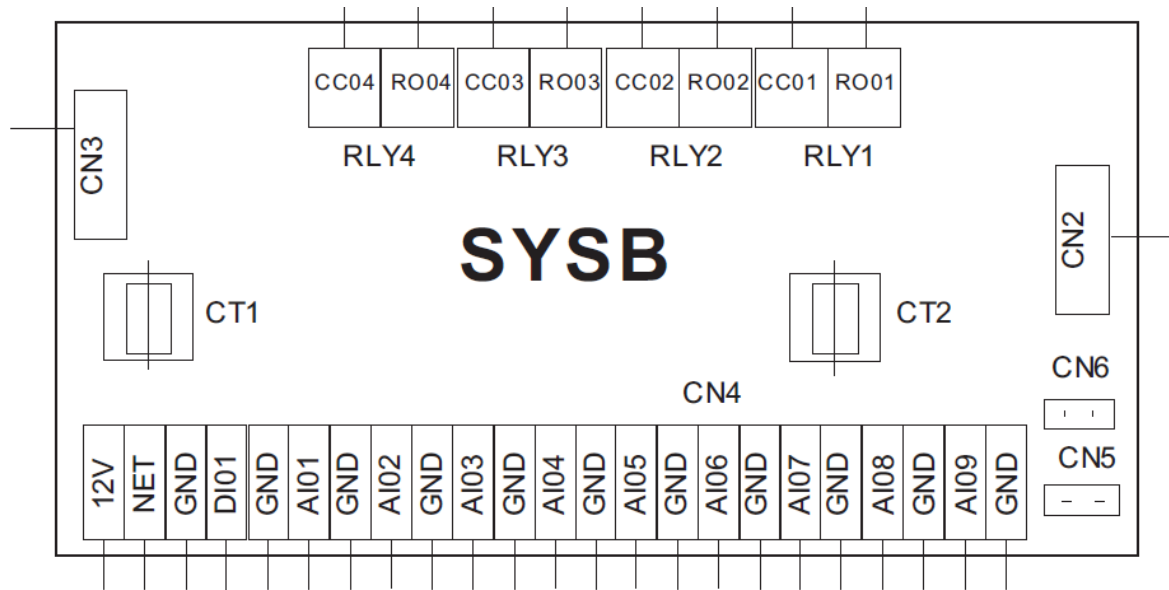 CC04 RO04 CC03 RO03 CC02 RO02 CC01 RO01
RLY4 RLY3 RLY2 RLY1
CN3
CN2
SYSB
CT1
CT2
CN6
CN4
CN5
12V NET GND DI01 GND AI01 GND AI02 GND AI03 GND AI04 GND AI05 GND AI06 GND AI07 GND AI08 GND AI09 GND